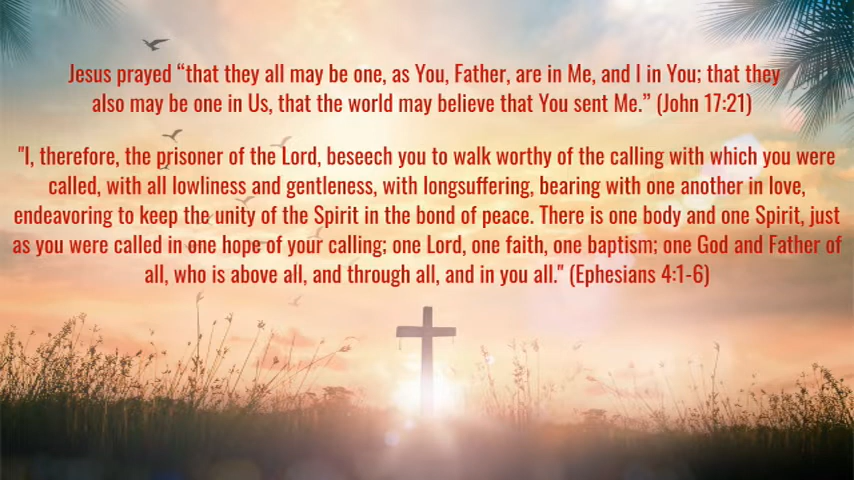 Jesus prayed “that they all may be one, as You, Father, are in Me, and I in You; that they
also may be one in Us, that the world may believe that You sent Me.” (John 17:21)
"I, therefore, the prisoner of the Lord, beseech you to walk worthy of the calling with which you were
called, with all lowliness and gentleness, with longsuffering, bearing with one another in love,
endeavoring to keep the unity of the Spirit in the bond of peace. There is one body and one Spirit, just
as you were called in one hope of your calling; one Lord, one faith, one baptism; one God and Father of
all, who is above all, and through all, and in you all." (Ephesians 4:1-6)